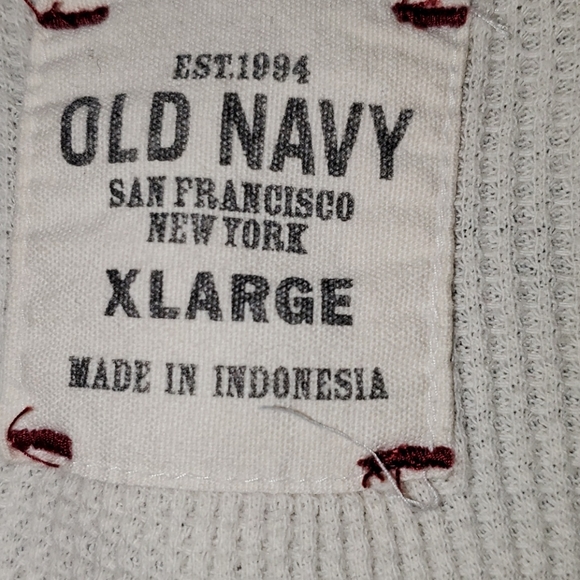 EST.1994
OLD NAVY
SAN FRANCISCO
NEW YORK
XLARGE
MADE IN INDONESIA